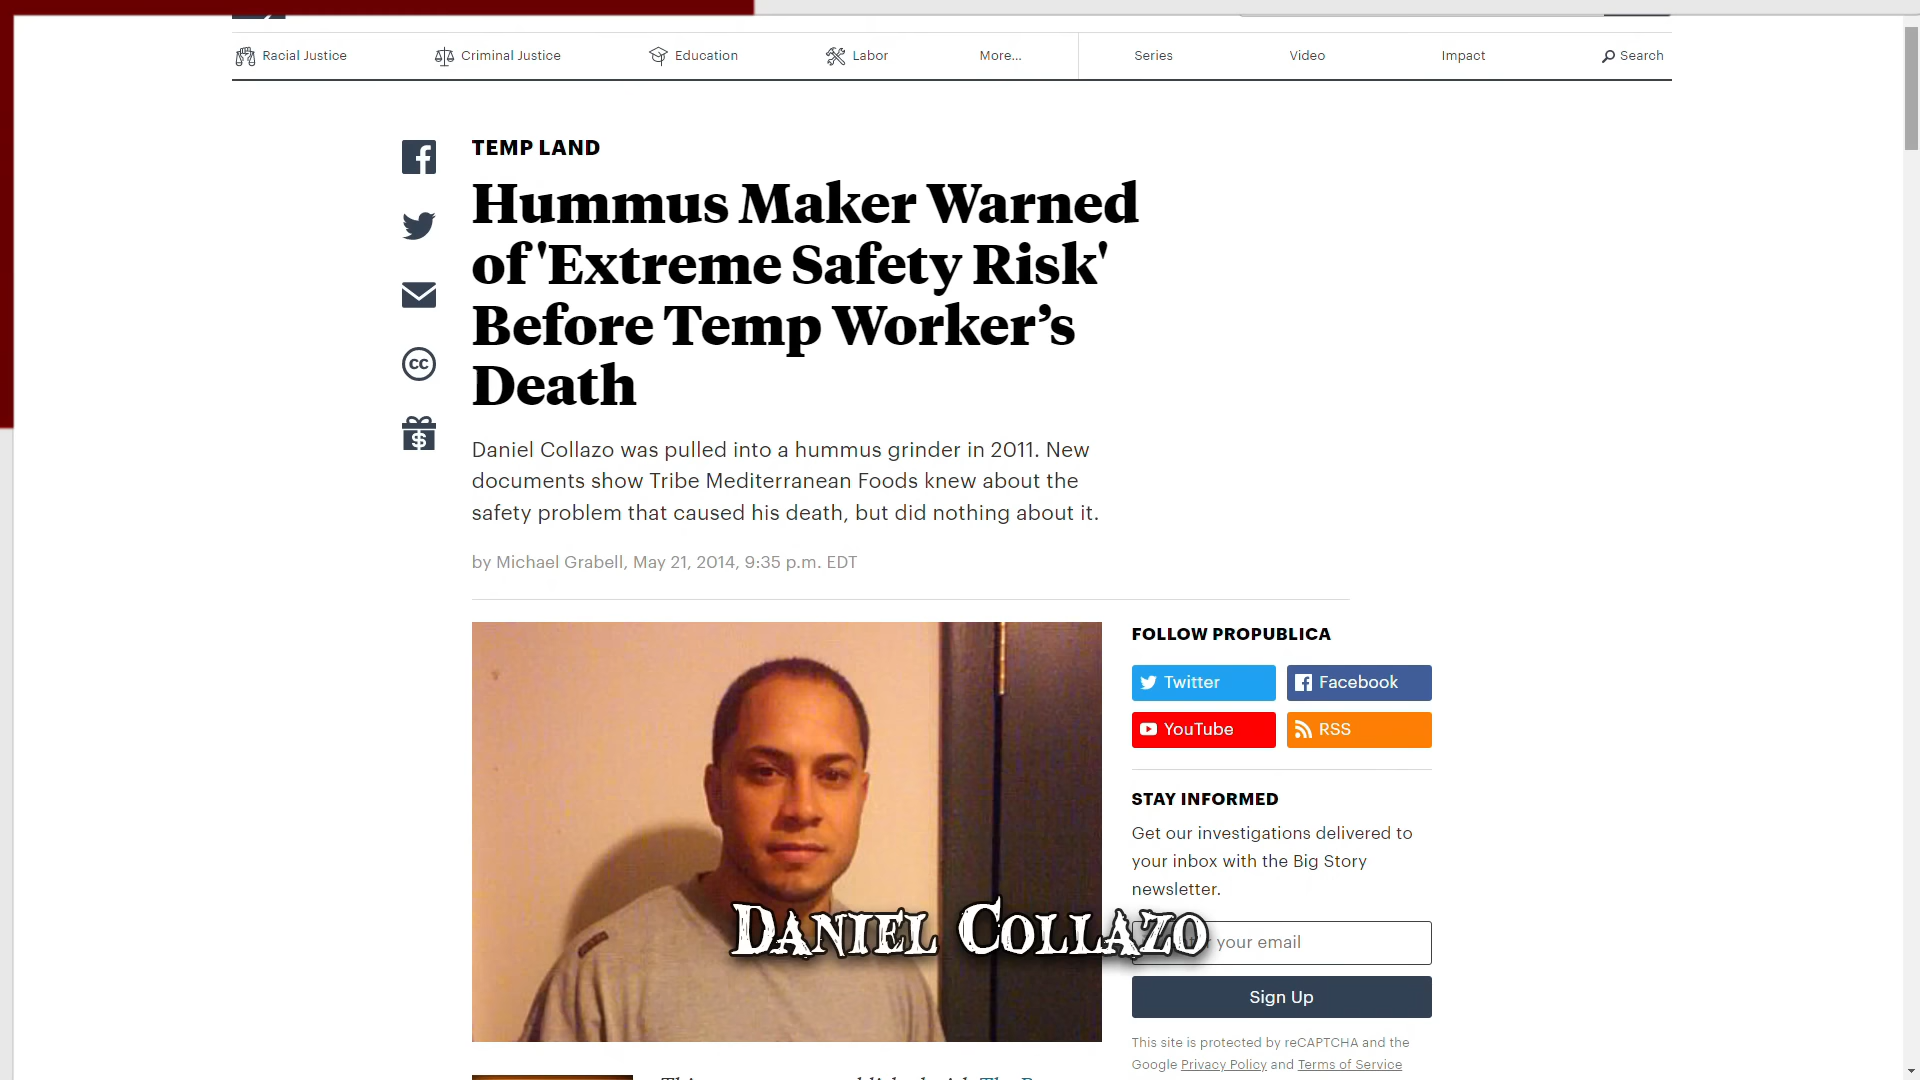 Racial Justice
Criminal Justice
Education
Labor
More...
Series
Video
Impact
Search
TEMP LAND
Hummus Maker Warned
of 'Extreme Safety Risk'
Before Temp Worker’s
Death
Daniel Collazo was pulled into a hummus grinder in 2011. New
documents show Tribe Mediterranean Foods knew about the
safety problem that caused his death, but did nothing about it.
by Michael Grabell, May 21, 2014, 9:35 p.m. EDT
cc
$
FOLLOW PROPUBLICA
Twitter
Facebook
YouTube
RSS
STAY INFORMED
Get our investigations delivered to
your inbox with the Big Story
newsletter.
your email
Sign Up
This site is protected by reCAPTCHA and the
Google Privacy Policy and Terms of Service
DANIEL COLLAZO